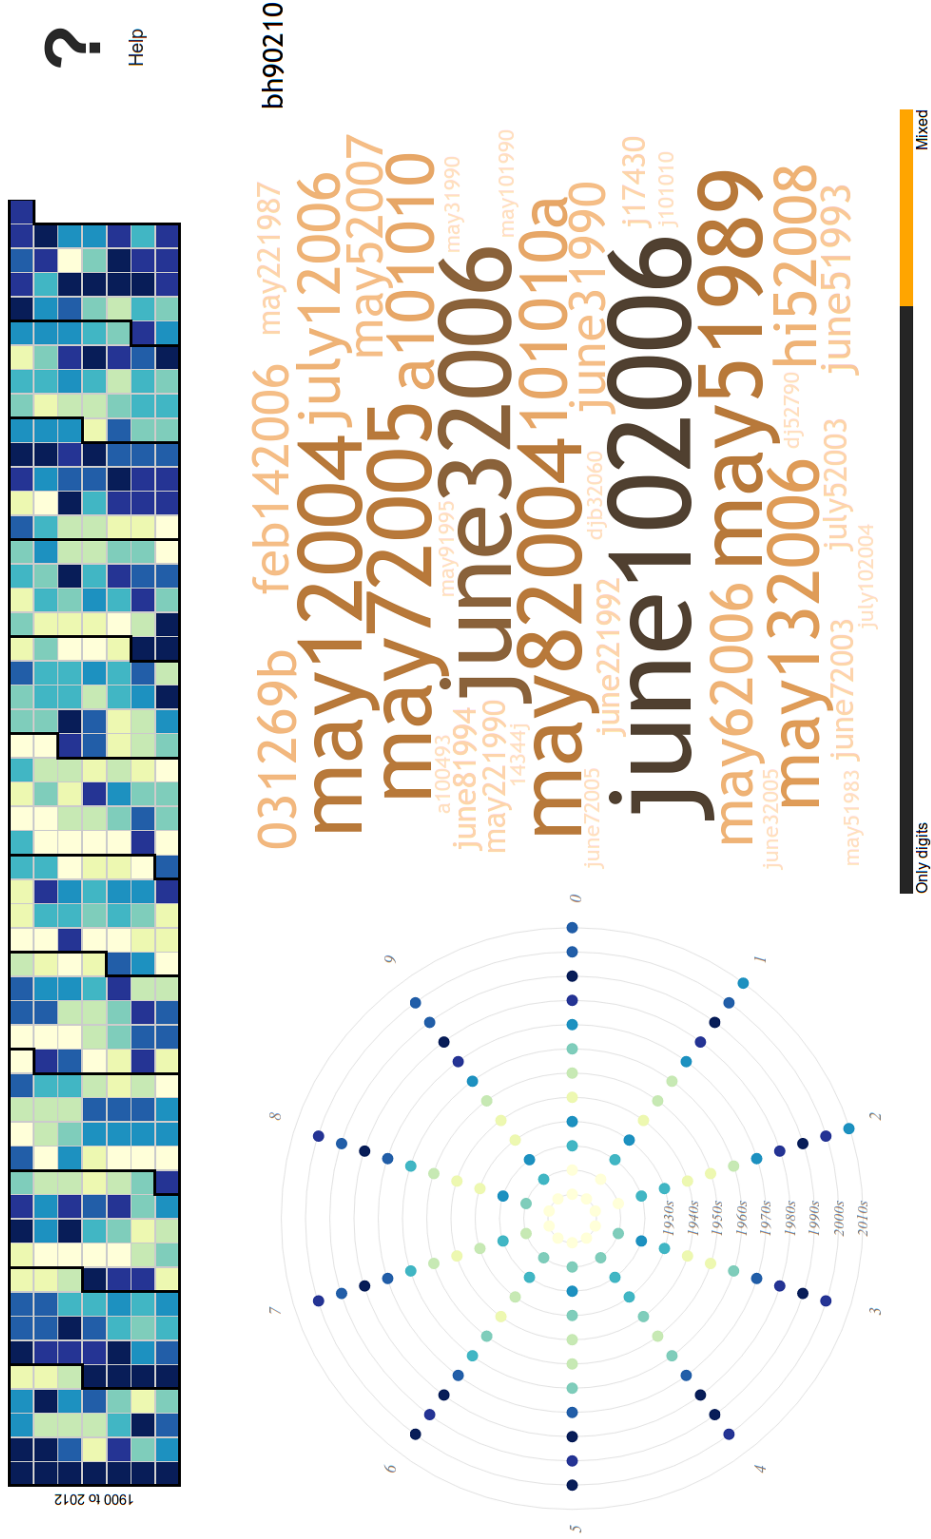 1900 to 2012
?
Help
bh90210
031269b feb142006 may221987
may12004 july12006
may72005 may52007
a101010
a100493 may91995 may31990
june81994 june32006
may221990 may101990
14344j
may82004 101010a
june72005 djb32060 june31990
june221992 j17430
june102006 j101010
may62006 may51989
june32005 dj52790
may132006 hi52008
june72003 july52003 june51993
may51983 july102004
Only digits Mixed
0
1
2
3
4
5
6
7
8
9
1930s
1940s
1950s
1960s
1970s
1980s
1990s
2000s
2010s